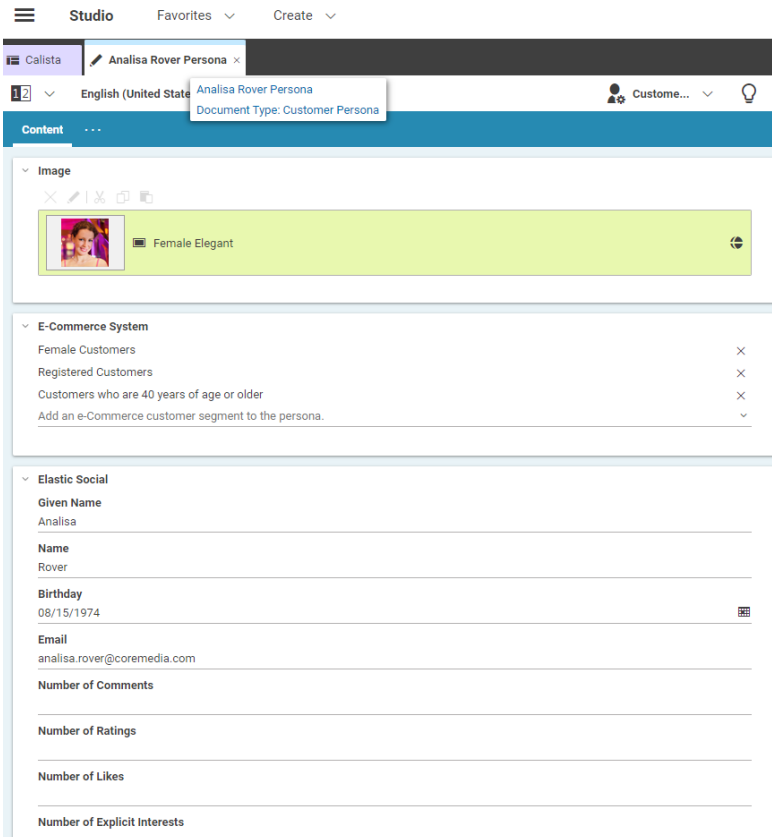 Studio Favorites Create
Calista Analisa Rover Persona ×
Analisa Rover Persona
Document Type: Customer Persona
12 English (United State Custome...
Content ...
Image
Female Elegant
E-Commerce System
Female Customers
Registered Customers
Customers who are 40 years of age or older
Add an e-Commerce customer segment to the persona.
Elastic Social
Given Name
Analisa
Name
Rover
Birthday
08/15/1974
Email
analisa.rover@coremedia.com
Number of Comments
Number of Ratings
Number of Likes
Number of Explicit Interests